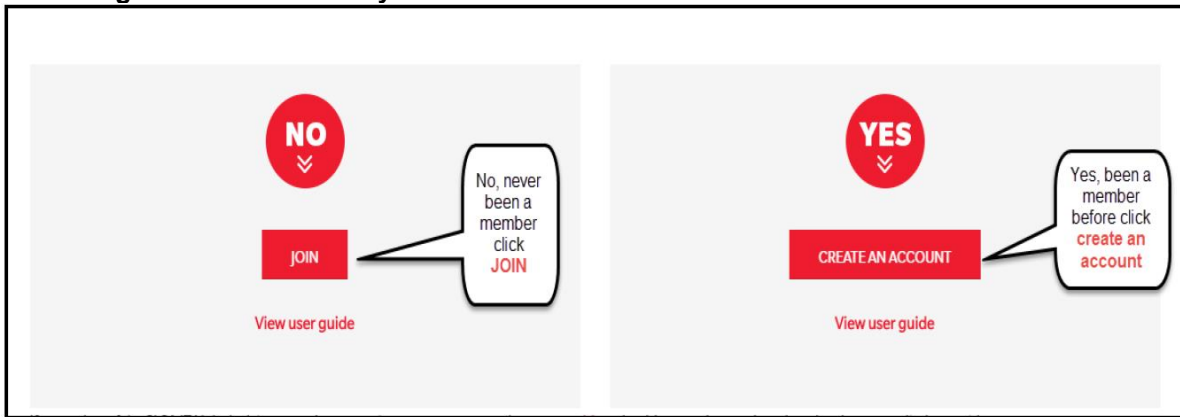 NO
JOIN
No, never
been a
member
click
JOIN
View user guide
YES
CREATE AN ACCOUNT
Yes, been a
member
before click
create an
account
View user guide